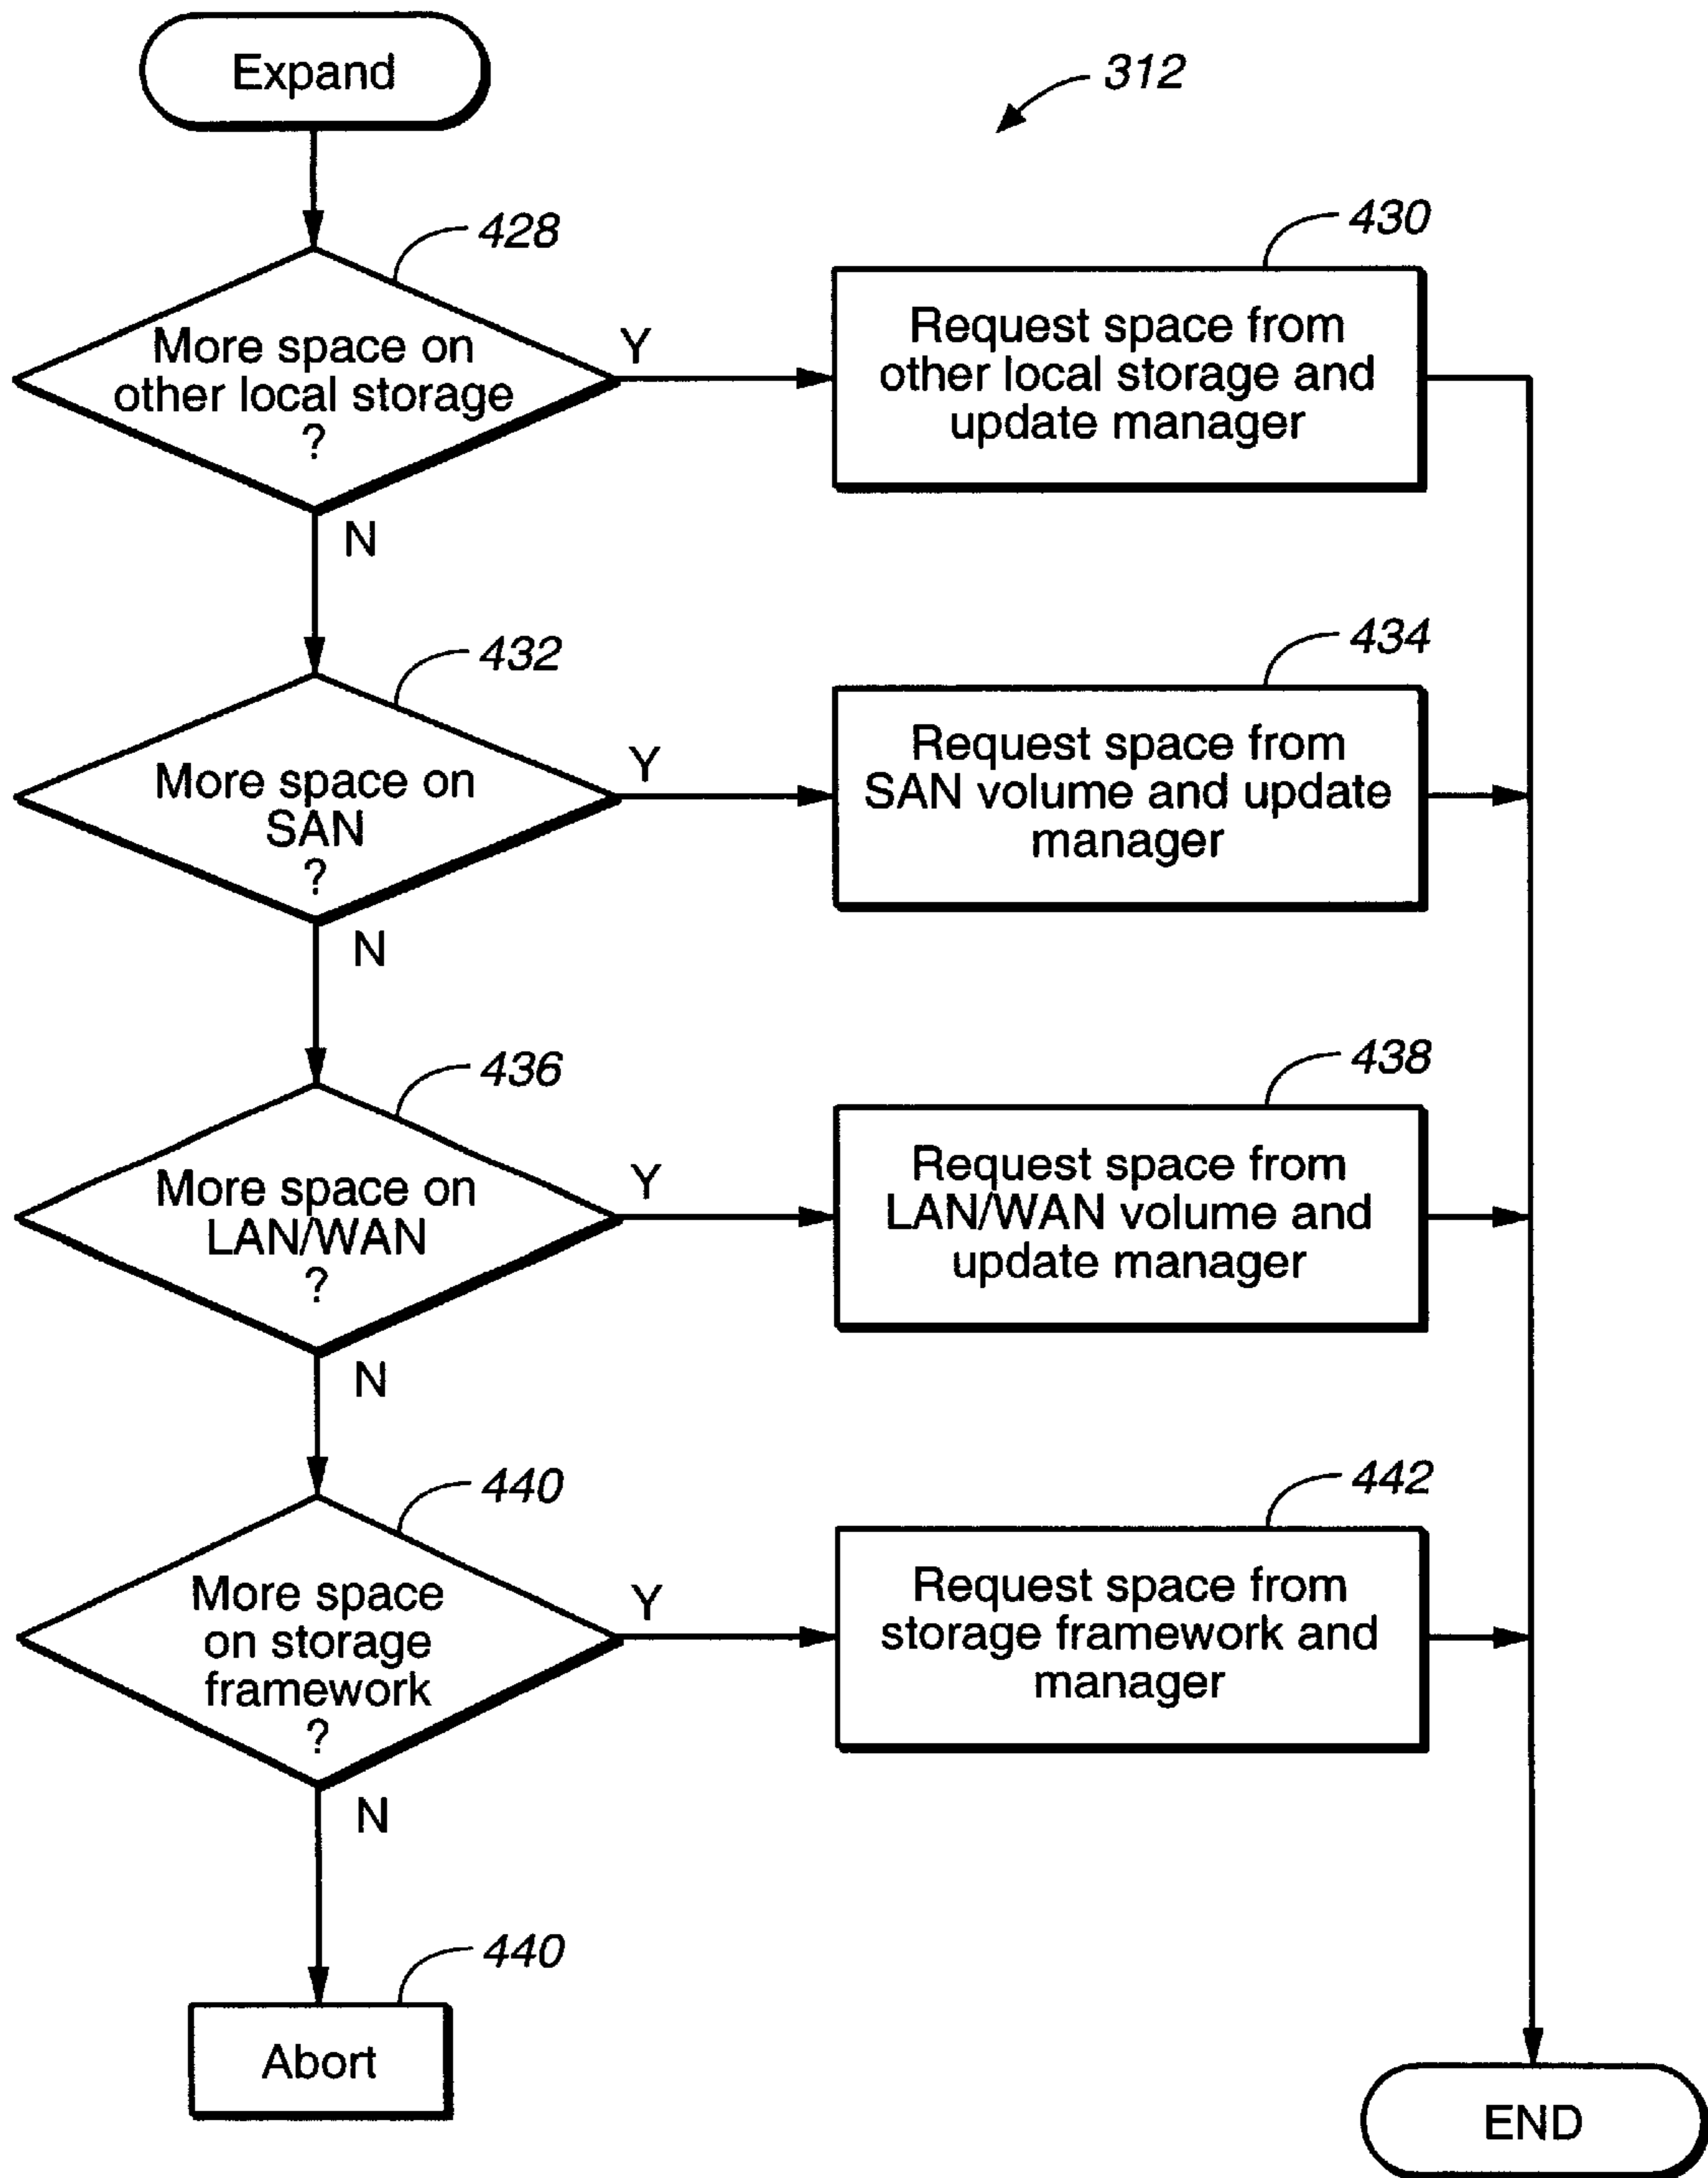 Expand
312
428
430
More space on
other local storage
?
Y
N
Request space from
other local storage and
update manager
432
434
More space on
SAN
?
Y
N
Request space from
SAN volume and update
manager
436
438
More space on
LAN/WAN
?
Y
N
Request space from
LAN/WAN volume and
update manager
440
442
More space
on storage
framework
?
Y
N
Request space from
storage framework and
manager
440
Abort
END